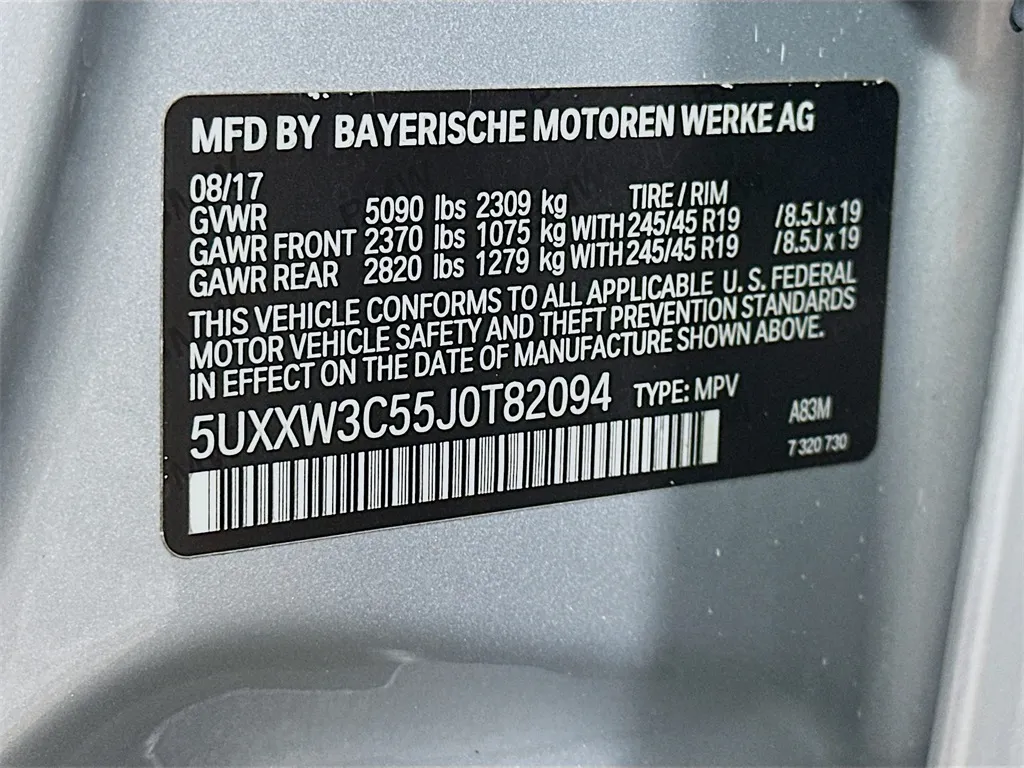 MFD BY BAYERISCHE MOTOREN WERKE AG
08/17 TIRE / RIM
GVWR 5090 lbs 2309 kg
GAWR FRONT 2370 lbs 1075 kg WITH 245/45 R19 /8.5J x 19
GAWR REAR 2820 lbs 1279 kg WITH 245/45 R19 /8.5J x 19
THIS VEHICLE CONFORMS TO ALL APPLICABLE U. S. FEDERAL
MOTOR VEHICLE SAFETY AND THEFT PREVENTION STANDARDS
IN EFFECT ON THE DATE OF MANUFACTURE SHOWN ABOVE.
5UXXW3C55J0T82094 TYPE: MPV A83M
7 320 730